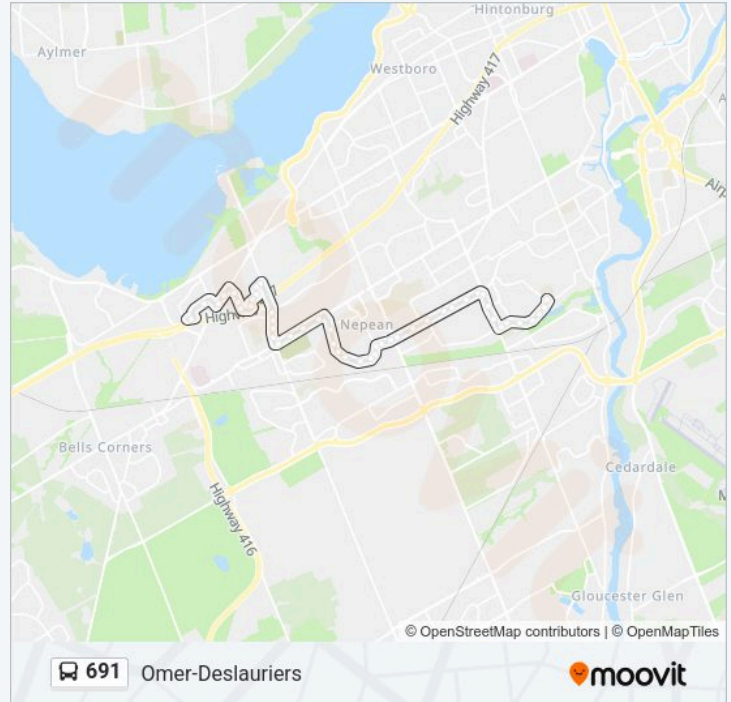 Hintonburg
Aylmer
Westboro
Highway 417
Nepean
Bells Corners
Cedardale
Highway 416
Gloucester Glen
© OpenStreetMap contributors | © OpenMapTiles
691 Omer-Deslauriers
moovit